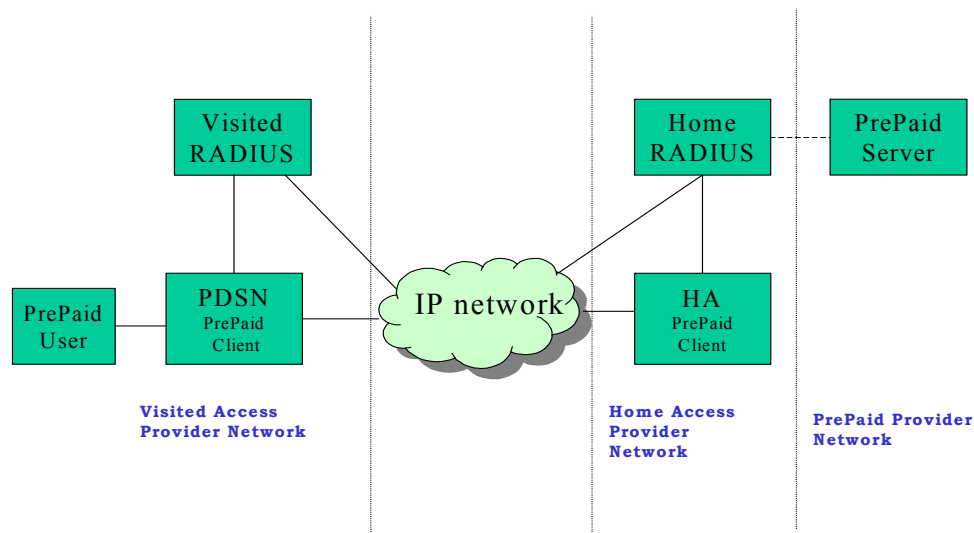 Visited
RADIUS
Home
RADIUS
PrePaid
Server
PrePaid
User
PDSN
PrePaid
Client
IP network
HA
PrePaid
Client
Visited Access
Provider Network
Home Access
Provider
Network
PrePaid Provider
Network